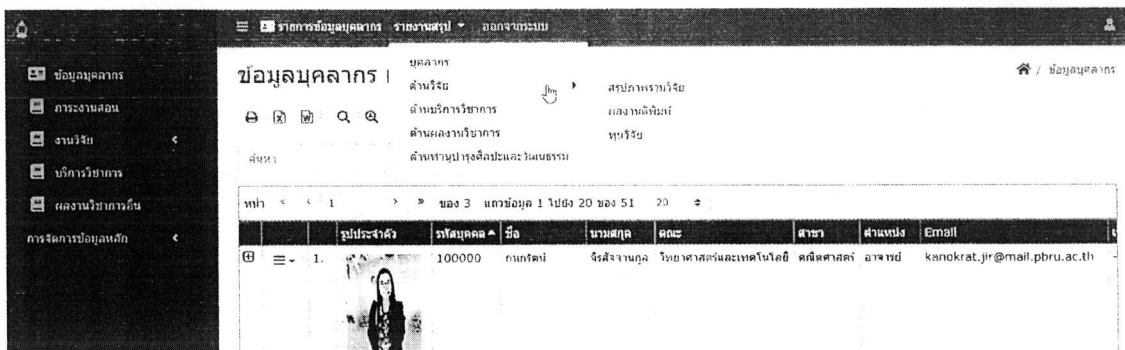 รายการข้อมูลบุคลากร รายงานสรุป ออกจากระบบ
ข้อมูลบุคลากร
ภาระงานสอน
งานวิจัย
บริการวิชาการ
ผลงานวิชาการอื่น
การจัดการข้อมูลหลัก
บุคลากร
ด้านวิจัย
ด้านบริการวิชาการ
ด้านผลงานวิชาการ
ด้านทำนุบำรุงศิลปะและวัฒนธรรม
สรุปภาพรวมวิจัย
ผลงานตีพิมพ์
ทุนวิจัย
ข้อมูลบุคลากร
/ ข้อมูลบุคลากร
ค้นหา
หน้า 1 ของ 3 แถวข้อมูล 1 ไปยัง 20 ของ 51 20
รูปประจำตัว รหัสบุคคล ชื่อ นามสกุล คณะ สาขา ตำแหน่ง Email
1. 100000 กนกรัตน์ วิทยาศาสตร์และเทคโนโลยี คณิตศาสตร์ อาจารย์ kanokrat.jir@mail.pbru.ac.th